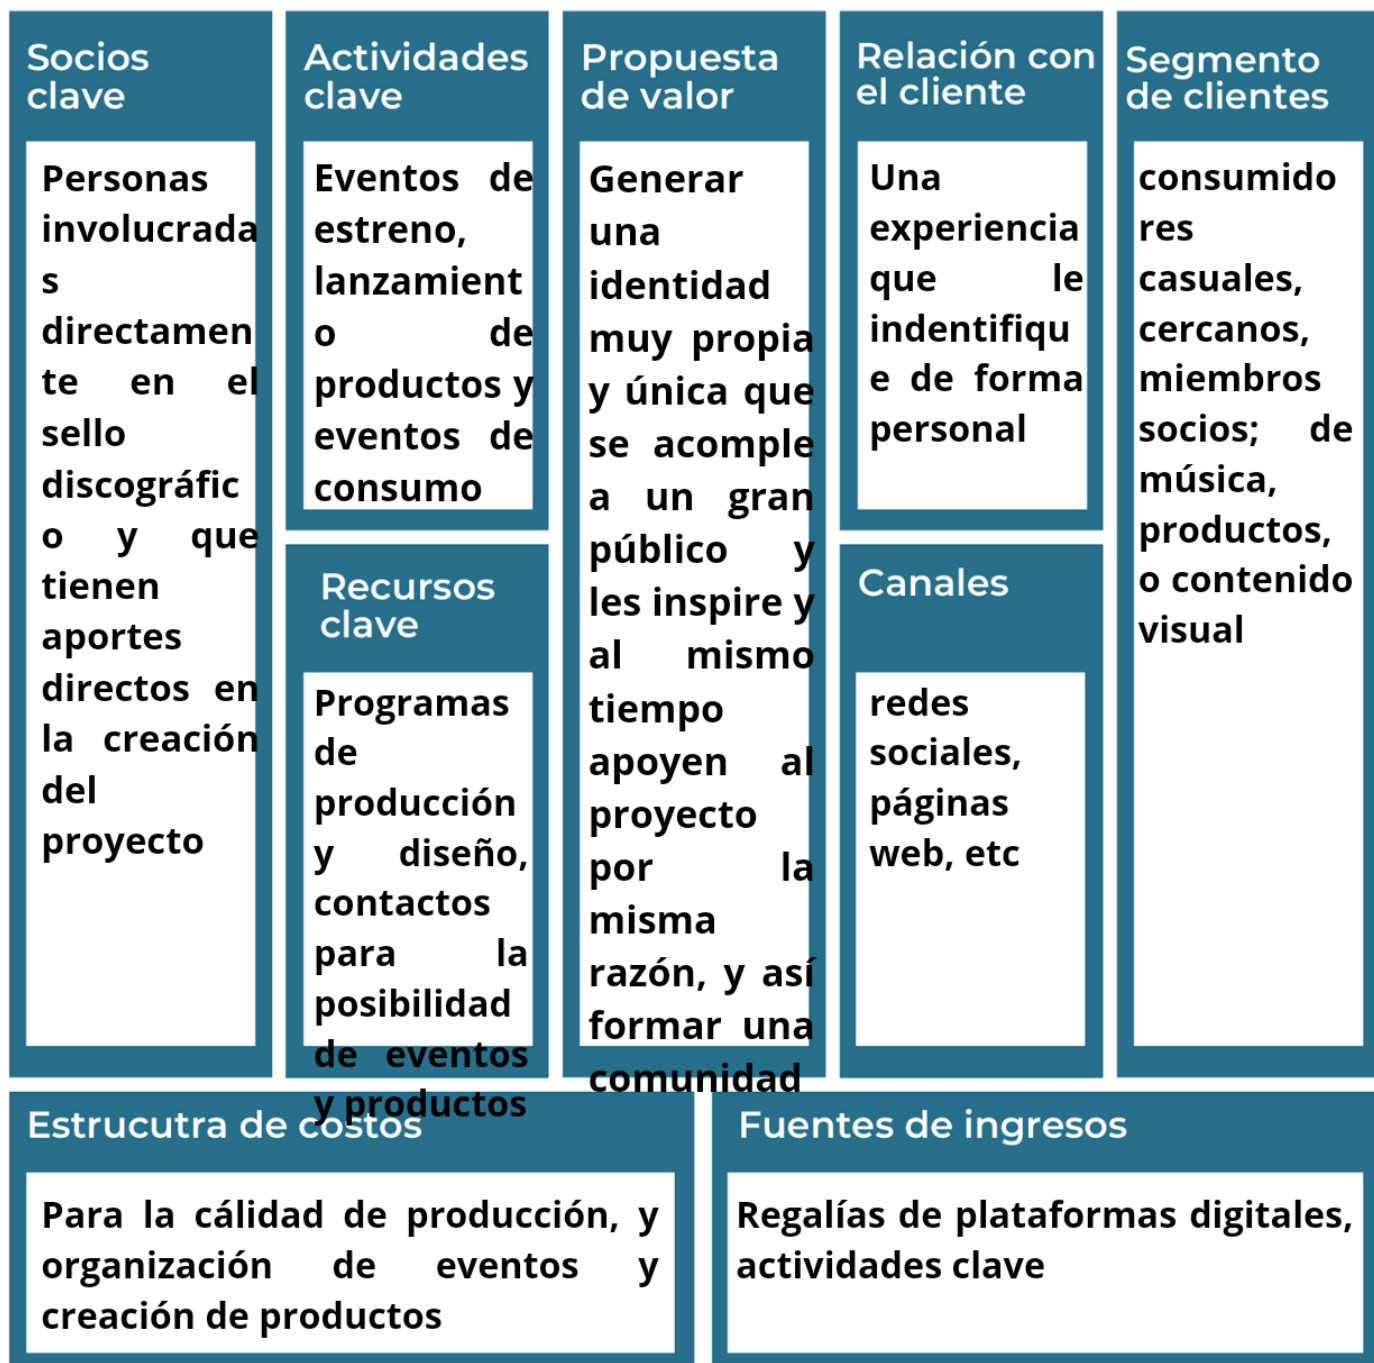 Socios
clave
Personas
involucrada
s
directamen
te en el
sello
discográfic
o y que
tienen
aportes
directos en
la creación
del
proyecto
Actividades
clave
Eventos de
estreno,
lanzamient
o de
productos y
eventos de
consumo
Recursos
clave
Programas
de
producción
y diseño,
contactos
para la
posibilidad
de eventos
y productos
Propuesta
de valor
Generar
una
identidad
muy propia
y única que
se acomple
a un gran
público y
les inspire y
al mismo
tiempo
apoyen al
proyecto
por la
misma
razón, y así
formar una
comunidad
Relación con
el cliente
Una
experiencia
que le
indentifiqu
e de forma
personal
Canales
redes
sociales,
páginas
web, etc
Segmento
de clientes
consumido
res
casuales,
cercanos,
miembros
socios; de
música,
productos,
o contenido
visual
Estrucutra de costos
Para la cálidad de producción, y
organización de eventos y
creación de productos
Fuentes de ingresos
Regalías de plataformas digitales,
actividades clave